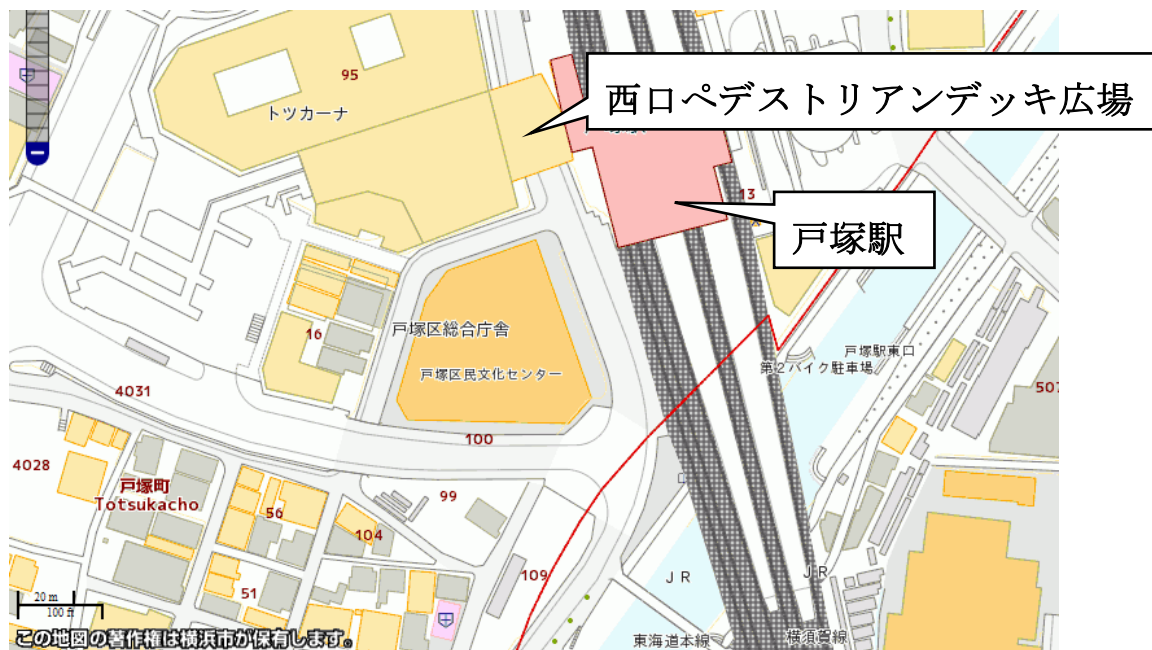 95
トツカーナ
西口ペデストリアンデッキ広場
13
戸塚駅
16
戸塚区総合庁舎
戸塚区民文化センター
戸塚駅東口
第２バイク駐車場
507
4031
100
4028
戸塚町
Totsukacho
99
56
104
109
51
ＪＲ
ＪＲ
東海道本線
横須賀線
20 m
100 ft
この地図の著作権は横浜市が保有します。